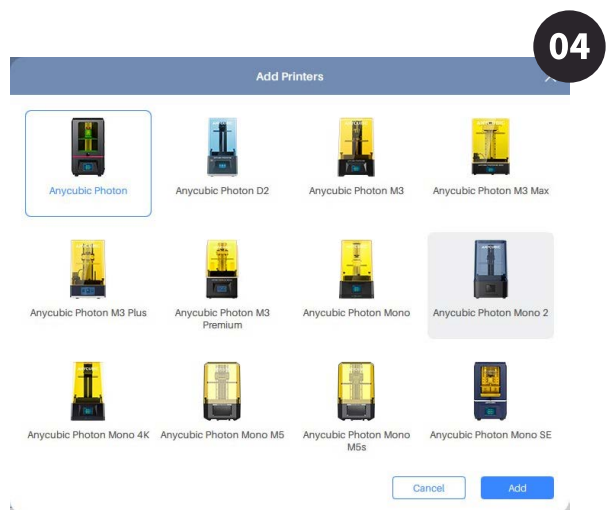 04
Add Printers
Anycubic Photon
Anycubic Photon D2
Anycubic Photon M3
Anycubic Photon M3 Max
Anycubic Photon M3 Plus
Anycubic Photon M3
Premium
Anycubic Photon Mono
Anycubic Photon Mono 2
Anycubic Photon Mono 4K
Anycubic Photon Mono M5
Anycubic Photon Mono
M5s
Anycubic Photon Mono SE
Cancel
Add